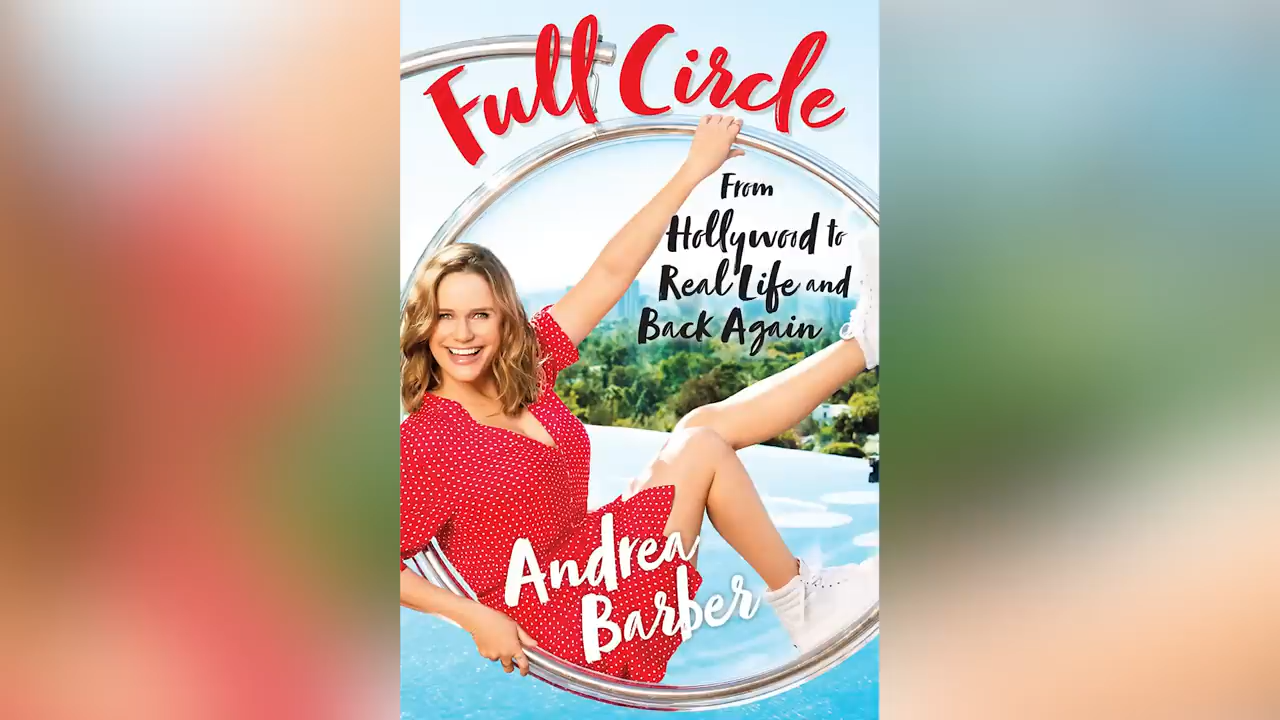 Full Circle
From
Hollywood to
Real Life and
Back Again
Andrea
Barber